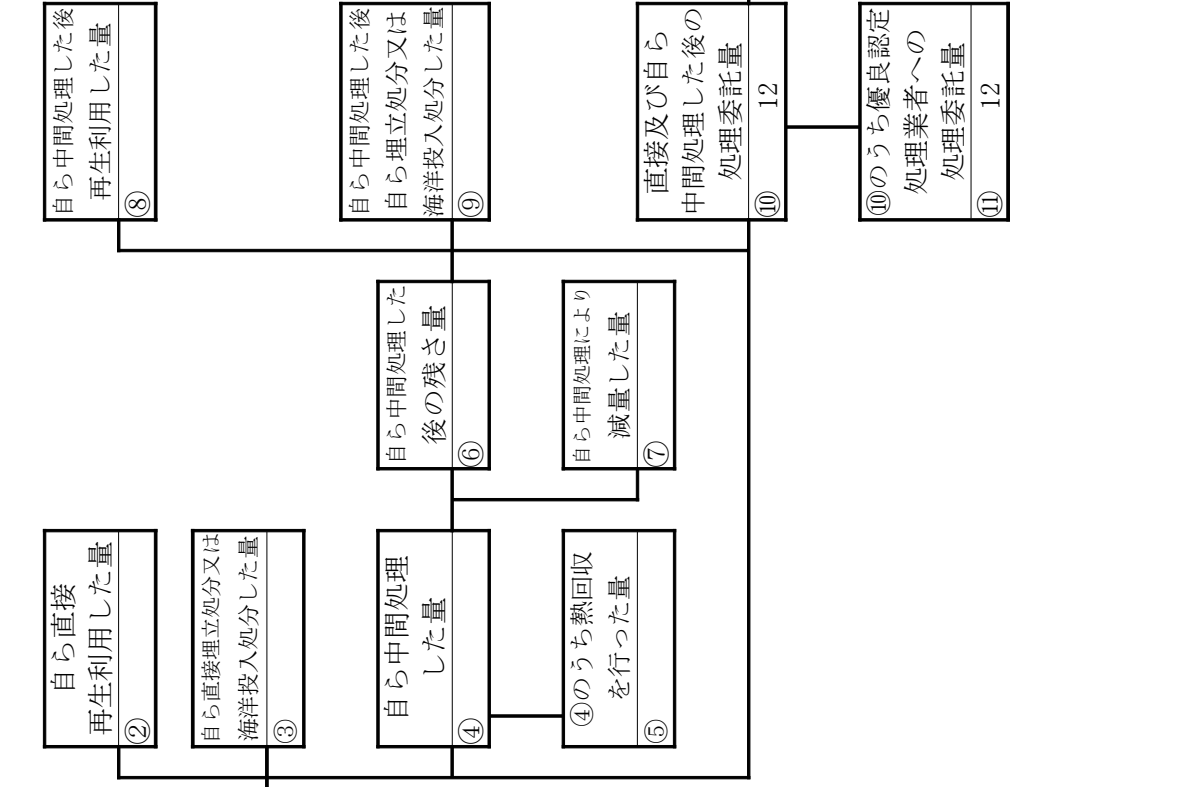 自ら直接
再生利用した量
②
自ら直接埋立処分又は
海洋投入処分した量
③
自ら中間処理
した量
④
④のうち熱回収
を行った量
⑤
自ら中間処理した
後の残さ量
⑥
自ら中間処理により
減量した量
⑦
自ら中間処理した後
再生利用した量
⑧
自ら中間処理した後
自ら埋立処分又は
海洋投入処分した量
⑨
直接及び自ら
中間処理した後の
処理委託量
⑩ 12
⑩のうち優良認定
処理業者への
処理委託量
⑪ 12